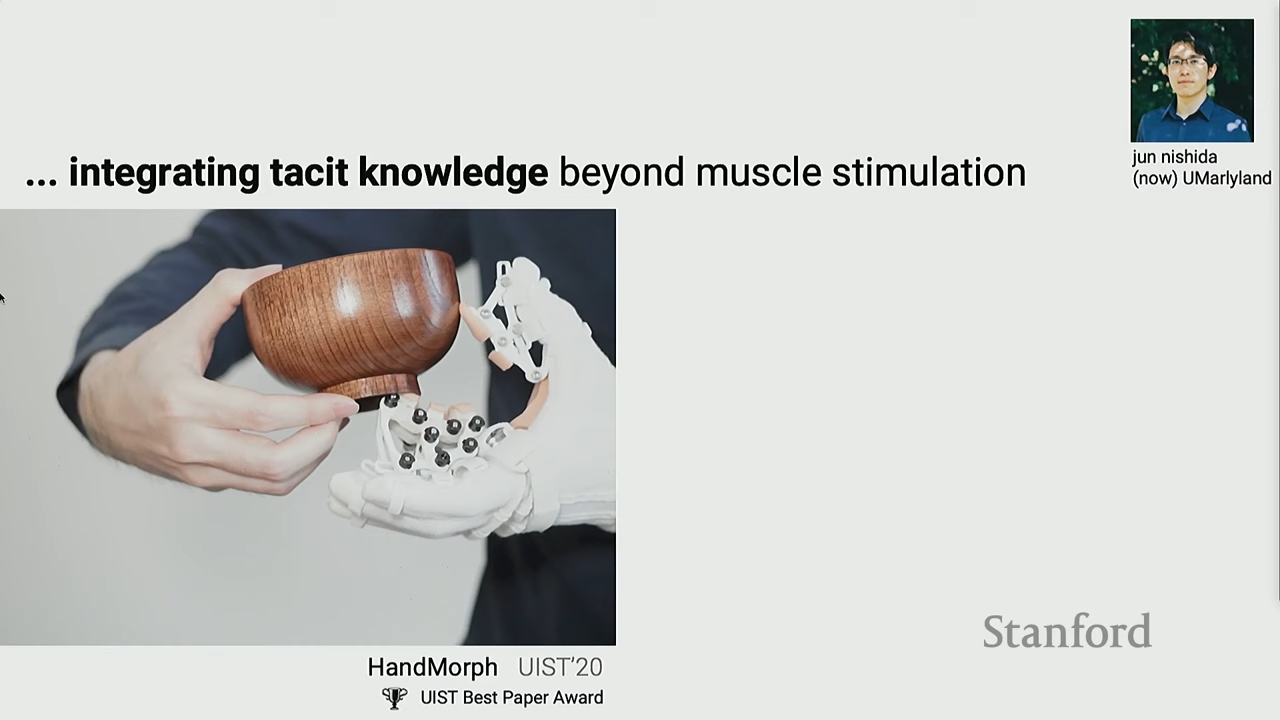 ... integrating tacit knowledge beyond muscle stimulation
jun nishida
(now) UMarlyland
HandMorph UIST'20
UIST Best Paper Award
Stanford